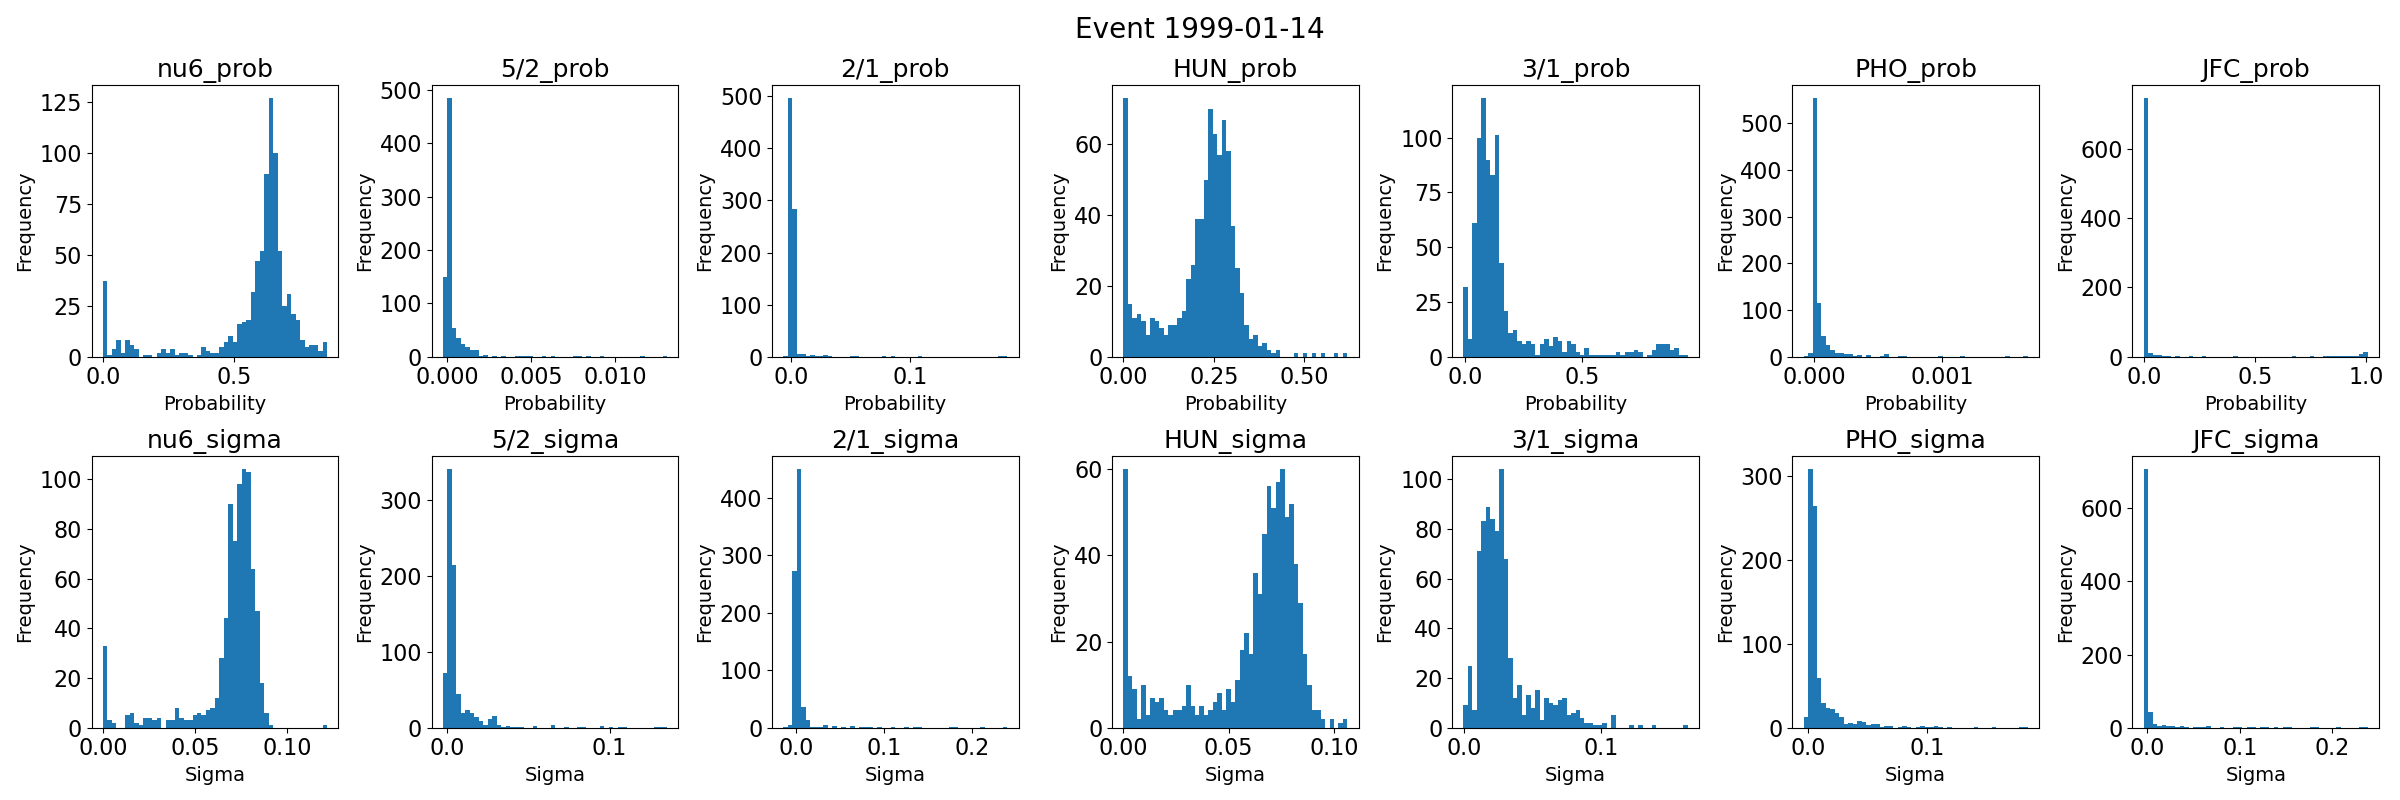 Event 1999-01-14
nu6_prob 5/2_prob 2/1_prob HUN_prob 3/1_prob PHO_prob JFC_prob
Frequency
125
100
75
50
25
0
0.0 0.5
Probability
Frequency
500
400
300
200
100
0
0.000 0.005 0.010
Probability
Frequency
500
400
300
200
100
0
0.0 0.1
Probability
Frequency
60
40
20
0
0.00 0.25 0.50
Probability
Frequency
100
75
50
25
0
0.0 0.5
Probability
Frequency
500
400
300
200
100
0
0.000 0.001
Probability
Frequency
600
400
200
0
0.0 0.5 1.0
Probability
nu6_sigma 5/2_sigma 2/1_sigma HUN_sigma 3/1_sigma PHO_sigma JFC_sigma
Frequency
100
80
60
40
20
0
0.00 0.05 0.10
Sigma
Frequency
300
200
100
0
0.0 0.1
Sigma
Frequency
400
300
200
100
0
0.0 0.1 0.2
Sigma
Frequency
60
40
20
0
0.00 0.05 0.10
Sigma
Frequency
100
80
60
40
20
0
0.0 0.1
Sigma
Frequency
300
200
100
0
0.0 0.1
Sigma
Frequency
600
400
200
0
0.0 0.1 0.2
Sigma